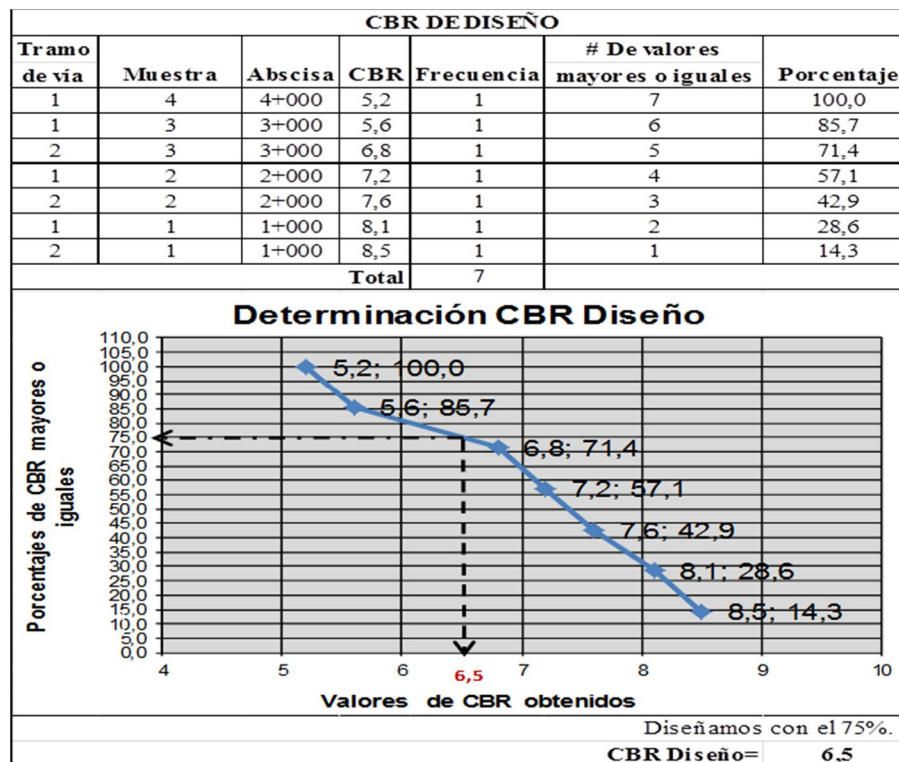 CBR DE DISEÑO
Tramo de vía Muestra Abscisa CBR Frecuencia # De valores mayores o iguales Porcentaje
1 4 4+000 5,2 1 7 100,0
1 3 3+000 5,6 1 6 85,7
2 3 3+000 6,8 1 5 71,4
1 2 2+000 7,2 1 4 57,1
2 2 2+000 7,6 1 3 42,9
1 1 1+000 8,1 1 2 28,6
2 1 1+000 8,5 1 1 14,3
Total 7
Determinación CBR Diseño
Porcentajes de CBR mayores o
iguales
110,0
105,0
100,0
95,0
90,0
85,0
80,0
75,0
70,0
65,0
60,0
55,0
50,0
45,0
40,0
35,0
30,0
25,0
20,0
15,0
10,0
5,0
0,0
5,2; 100,0
5,6; 85,7
6,8; 71,4
7,2; 57,1
7,6; 42,9
8,1; 28,6
8,5; 14,3
4 5 6 6,5 7 8 9 10
Valores de CBR obtenidos
Diseñamos con el 75%.
CBR Diseño= 6,5